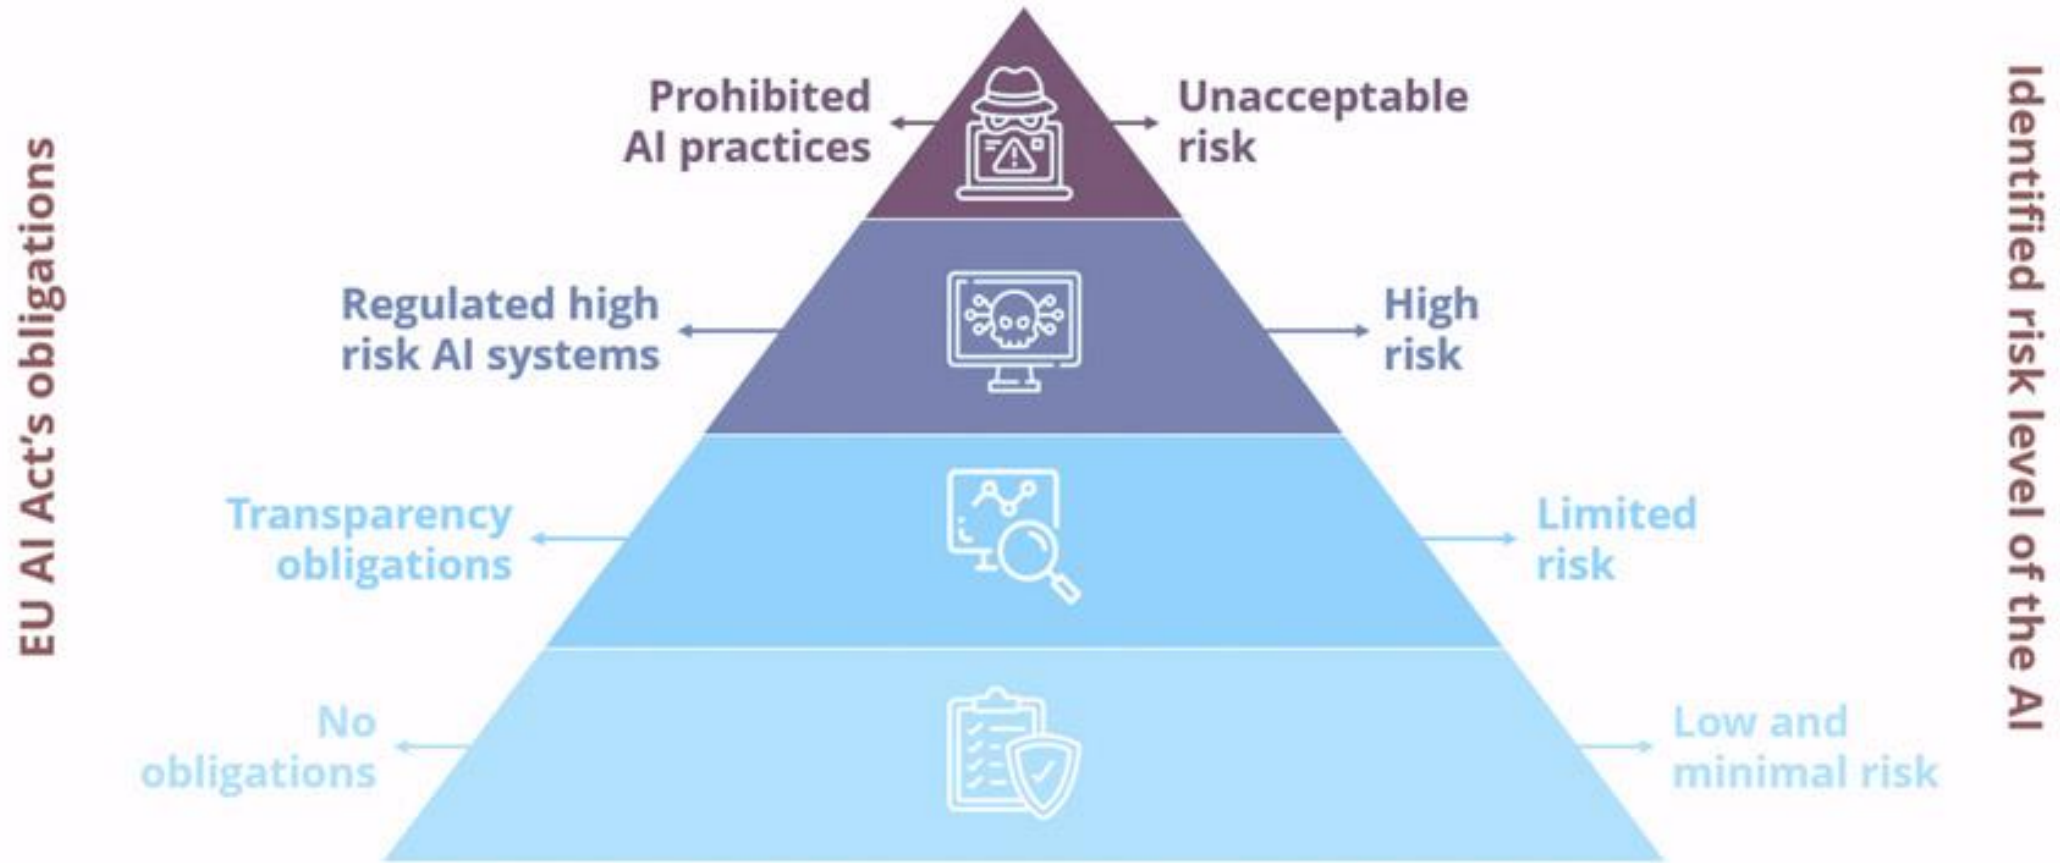 EU AI Act's obligations
Prohibited
AI practices
Unacceptable
risk
Regulated high
risk AI systems
High
risk
Transparency
obligations
Limited
risk
No
obligations
Low and
minimal risk
Identified risk level of the AI